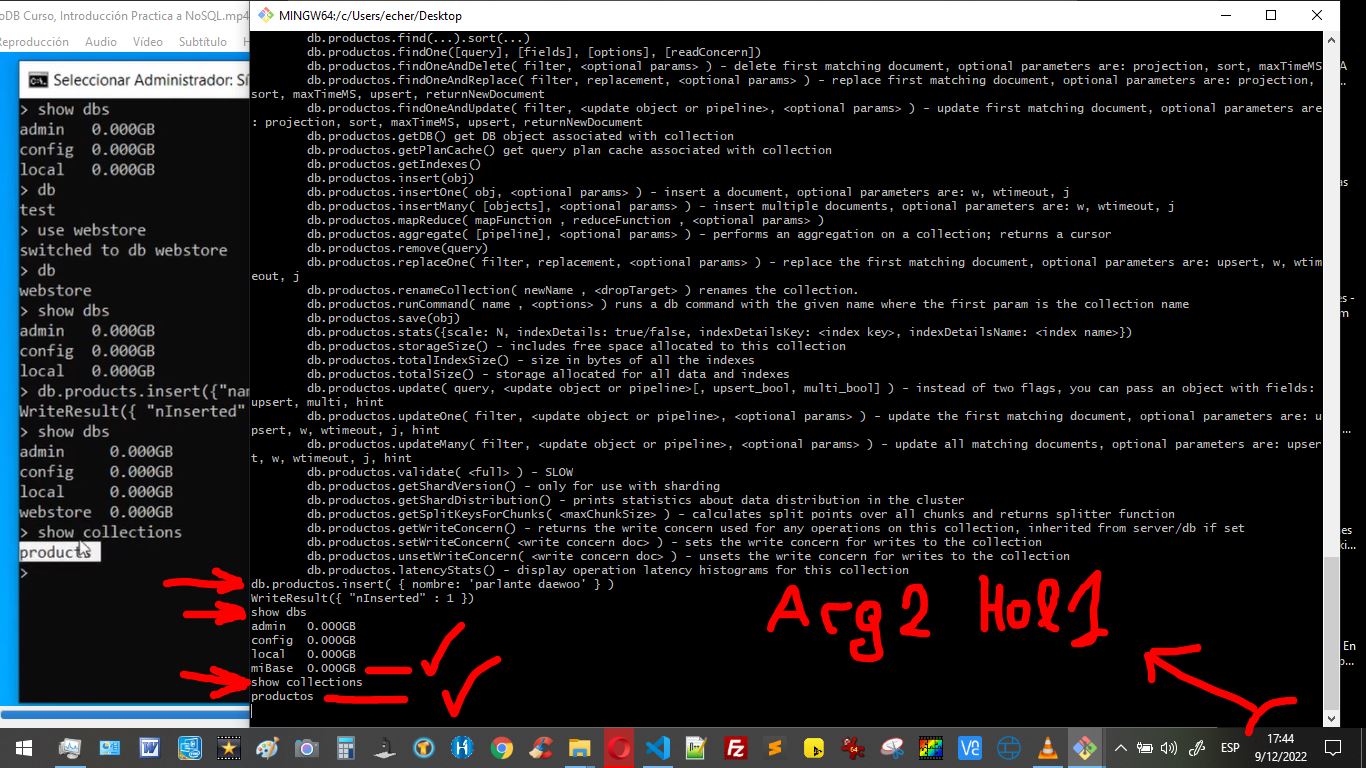 oDB Curso, Introducción Practica a NoSQL.mp4
Reproducción Audio Vídeo Subtítulo
Seleccionar Administrador: Sí
> show dbs
admin 0.000GB
config 0.000GB
local 0.000GB
> db
test
> use webstore
switched to db webstore
> db
webstore
> show dbs
admin 0.000GB
config 0.000GB
local 0.000GB
> db.products.insert({"nam
WriteResult({ "nInserted"
> show dbs
admin 0.000GB
config 0.000GB
local 0.000GB
webstore 0.000GB
> show collections
products
>
MINGW64:/c/Users/echer/Desktop
db.productos.find(...).sort(...)
db.productos.findOne([query], [fields], [options], [readConcern])
db.productos.findOneAndDelete( filter, <optional params> ) - delete first matching document, optional parameters are: projection, sort, maxTimeMS
db.productos.findOneAndReplace( filter, replacement, <optional params> ) - replace first matching document, optional parameters are: projection,
sort, maxTimeMS, upsert, returnNewDocument
db.productos.findOneAndUpdate( filter, <update object or pipeline>, <optional params> ) - update first matching document, optional parameters are
: projection, sort, maxTimeMS, upsert, returnNewDocument
db.productos.getDB() get DB object associated with collection
db.productos.getPlanCache() get query plan cache associated with collection
db.productos.getIndexes()
db.productos.insert(obj)
db.productos.insertOne( obj, <optional params> ) - insert a document, optional parameters are: w, wtimeout, j
db.productos.insertMany( [objects], <optional params> ) - insert multiple documents, optional parameters are: w, wtimeout, j
db.productos.mapReduce( mapFunction , reduceFunction , <optional params> )
db.productos.aggregate( [pipeline], <optional params> ) - performs an aggregation on a collection; returns a cursor
db.productos.remove(query)
db.productos.replaceOne( filter, replacement, <optional params> ) - replace the first matching document, optional parameters are: upsert, w, wtim
eout, j
db.productos.renameCollection( newName , <dropTarget> ) renames the collection.
db.productos.runCommand( name , <options> ) runs a db command with the given name where the first param is the collection name
db.productos.save(obj)
db.productos.stats({scale: N, indexDetails: true/false, indexDetailsKey: <index key>, indexDetailsName: <index name>})
db.productos.storageSize() - includes free space allocated to this collection
db.productos.totalIndexSize() - size in bytes of all the indexes
db.productos.totalSize() - storage allocated for all data and indexes
db.productos.update( query, <update object or pipeline>[, upsert_bool, multi_bool] ) - instead of two flags, you can pass an object with fields:
upsert, multi, hint
db.productos.updateOne( filter, <update object or pipeline>, <optional params> ) - update the first matching document, optional parameters are: u
psert, w, wtimeout, j, hint
db.productos.updateMany( filter, <update object or pipeline>, <optional params> ) - update all matching documents, optional parameters are: upser
t, w, wtimeout, j, hint
db.productos.validate( <full> ) - SLOW
db.productos.getShardVersion() - only for use with sharding
db.productos.getShardDistribution() - prints statistics about data distribution in the cluster
db.productos.getSplitKeysForChunks( <maxChunkSize> ) - calculates split points over all chunks and returns splitter function
db.productos.getWriteConcern() - returns the write concern used for any operations on this collection, inherited from server/db if set
db.productos.setWriteConcern( <write concern doc> ) - sets the write concern for writes to the collection
db.productos.unsetWriteConcern( <write concern doc> ) - unsets the write concern for writes to the collection
db.productos.latencyStats() - display operation latency histograms for this collection
db.productos.insert( { nombre: 'parlante daewoo' } )
WriteResult({ "nInserted" : 1 })
show dbs
admin 0.000GB
config 0.000GB
local 0.000GB
miBase 0.000GB
show collections
productos
Arg 2 Hol 1
ESP
17:44
9/12/2022